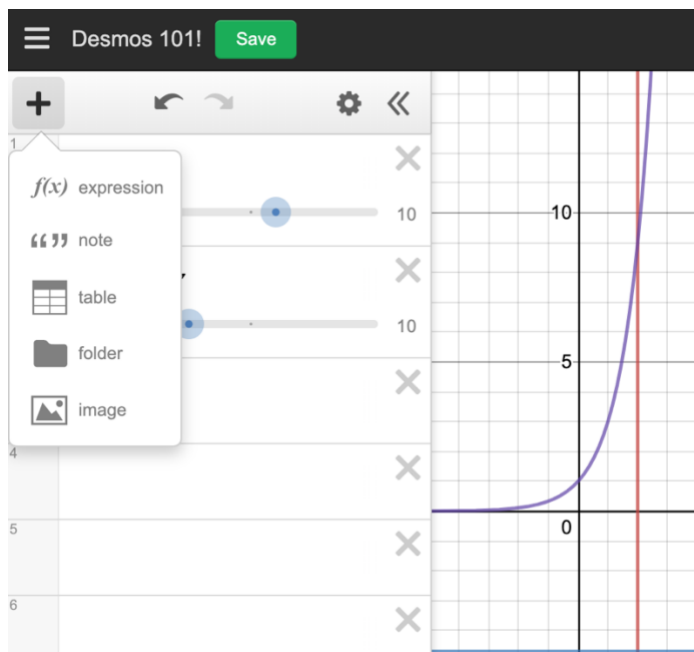 Desmos 101! Save
1
f(x) expression
10
10
“ ” note
table
10
folder
5
image
4
0
5
6